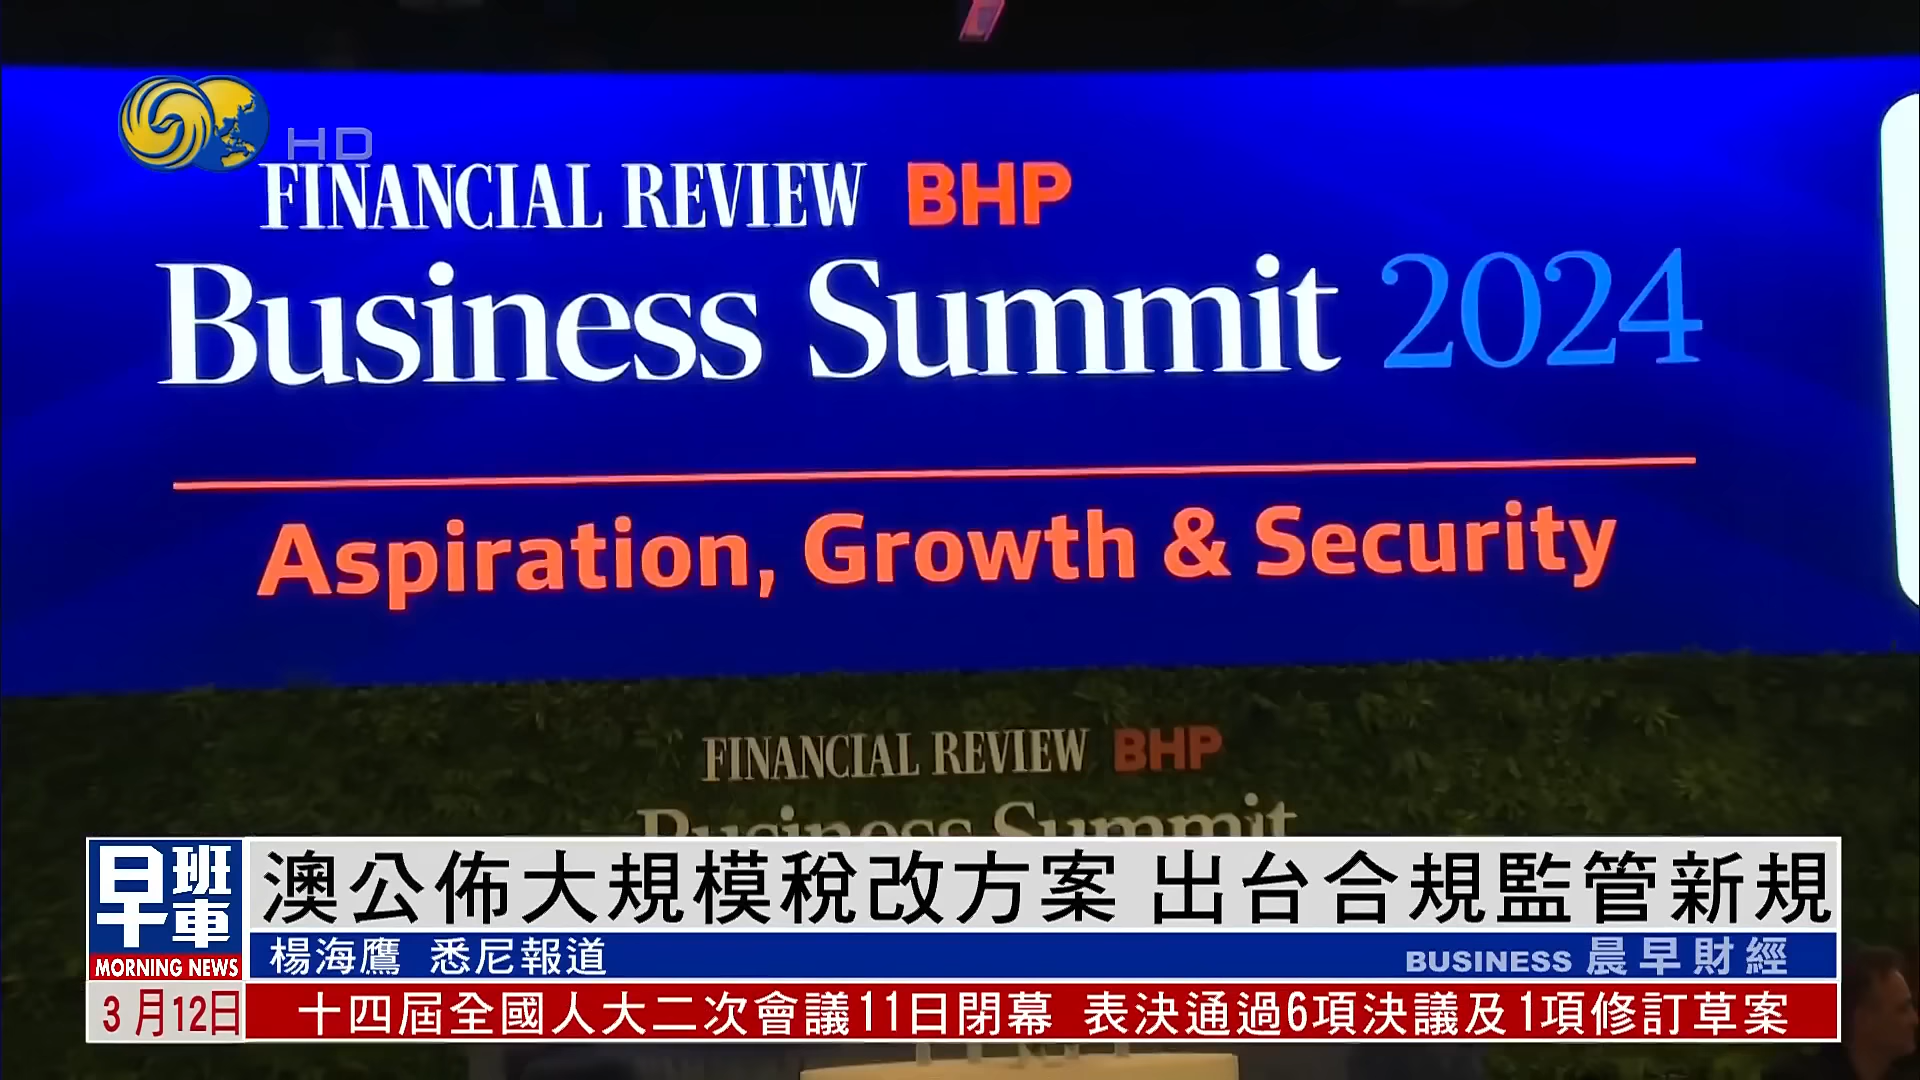 HD
FINANCIAL REVIEW BHP
Business Summit 2024
Aspiration, Growth & Security
FINANCIAL REVIEW BHP
Business Summit
早班車
MORNING NEWS
澳公佈大規模稅改方案 出台合規監管新規
楊海鷹 悉尼報道
BUSINESS 晨早財經
3月12日
十四屆全國人大二次會議11日閉幕 表決通過6項決議及1項修訂草案